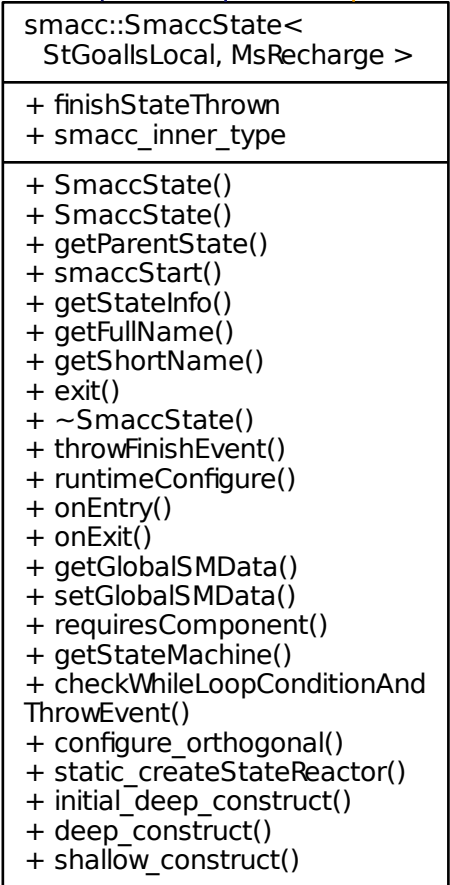 smacc::SmaccState<
StGoalIsLocal, MsRecharge >
+ finishStateThrown
+ smacc_inner_type
+ SmaccState()
+ SmaccState()
+ getParentState()
+ smaccStart()
+ getStateInfo()
+ getFullName()
+ getShortName()
+ exit()
+ ~SmaccState()
+ throwFinishEvent()
+ runtimeConfigure()
+ onEntry()
+ onExit()
+ getGlobalSMData()
+ setGlobalSMData()
+ requiresComponent()
+ getStateMachine()
+ checkWhileLoopConditionAnd
ThrowEvent()
+ configure_orthogonal()
+ static_createStateReactor()
+ initial_deep_construct()
+ deep_construct()
+ shallow_construct()